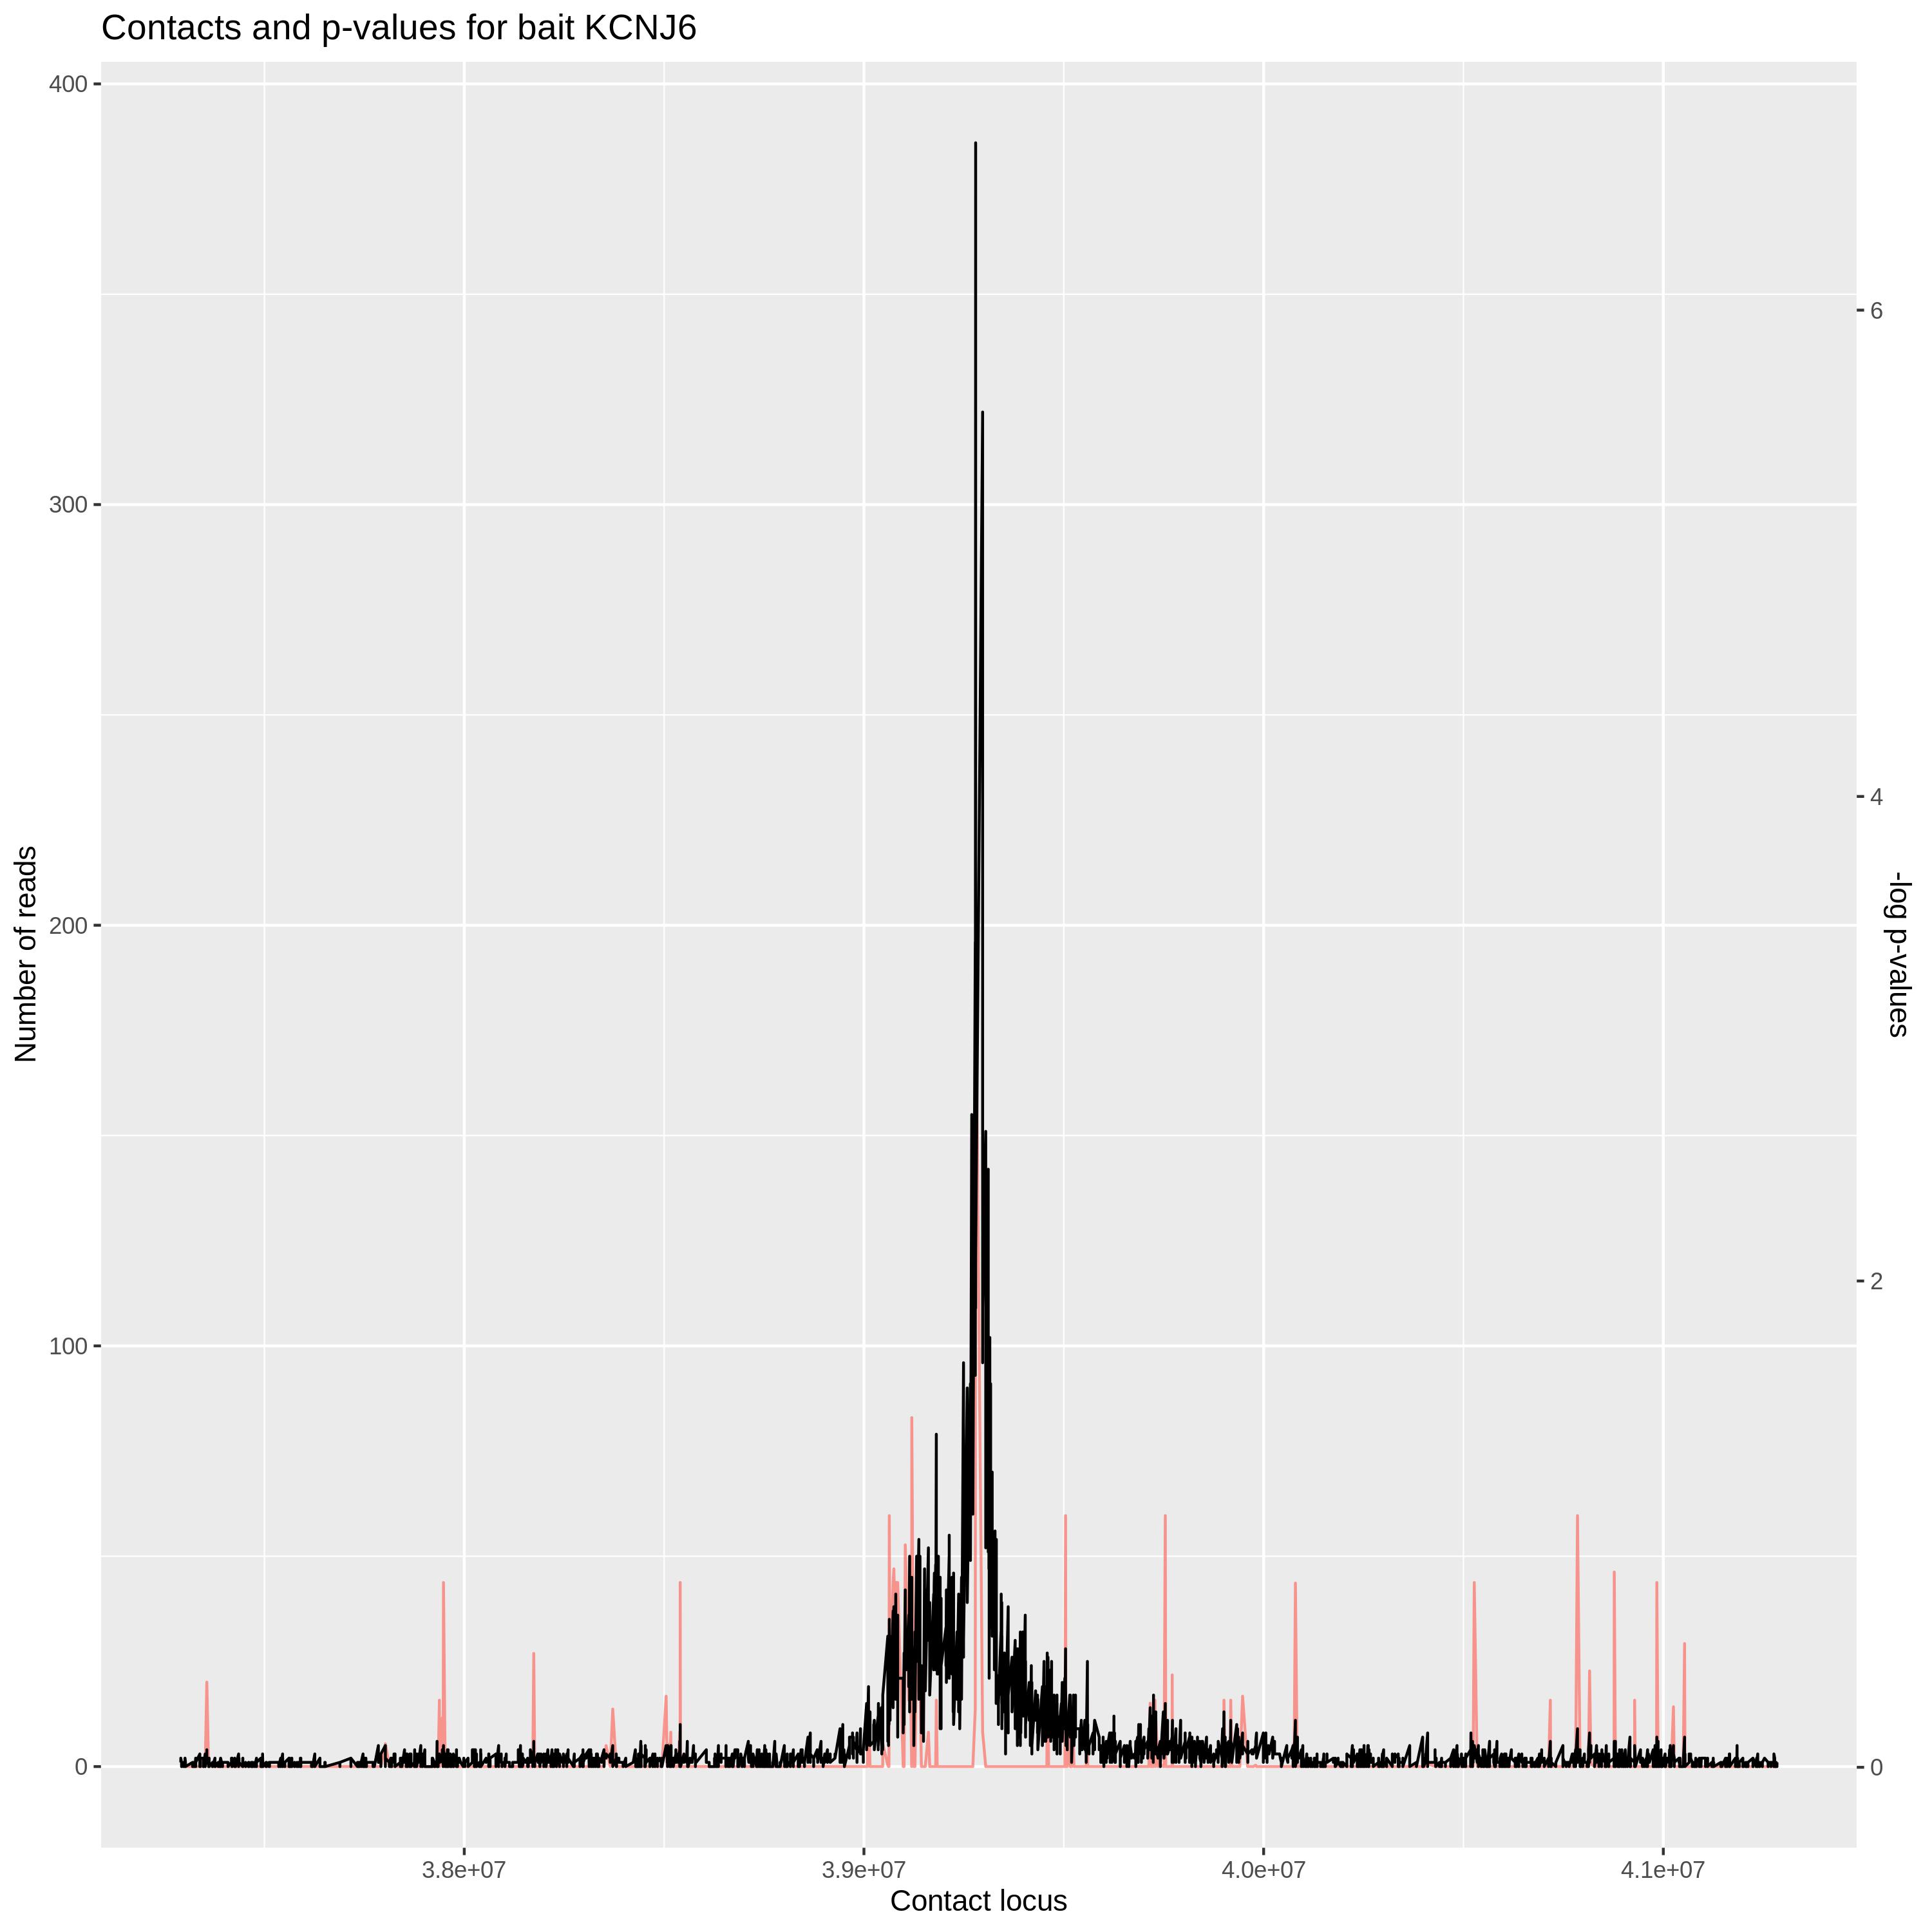 Contacts and p-values for bait KCNJ6
400
300
200
100
0
Number of reads
6
4
2
0
-log p-values
3.8e+07
3.9e+07
4.0e+07
4.1e+07
Contact locus